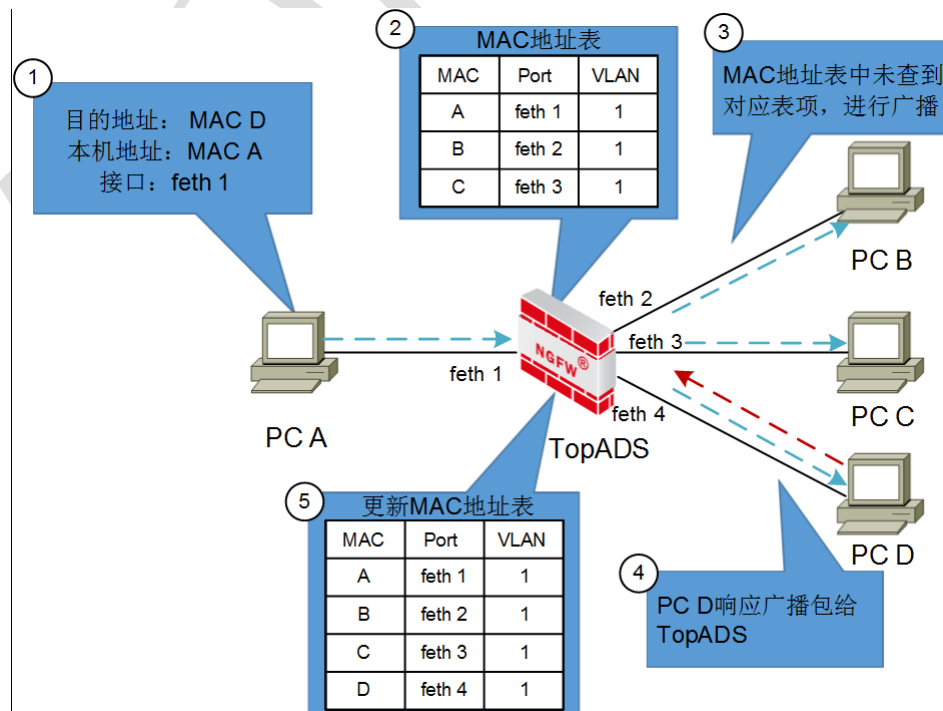 1
目的地址： MAC D
本机地址：MAC A
接口：feth 1
2
MAC地址表
MAC Port VLAN
A feth 1 1
B feth 2 1
C feth 3 1
3
MAC地址表中未查到
对应表项，进行广播
PC B
feth 2
feth 3
NGFW®
feth 1
feth 4
PC A
TopADS
PC C
PC D
5
更新MAC地址表
MAC Port VLAN
A feth 1 1
B feth 2 1
C feth 3 1
D feth 4 1
4
PC D响应广播包给
TopADS